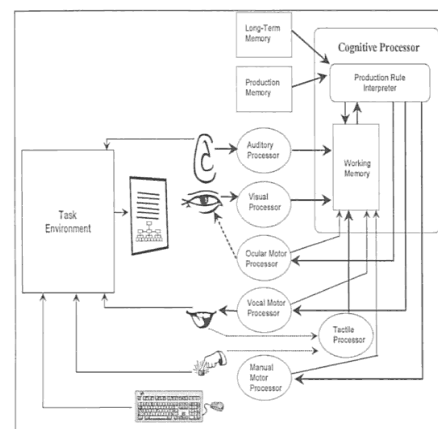 Long-Term
Memory
Cognitive Processor
Production
Memory
Production Rule
Interpreter
Auditory
Processor
Working
Memory
Visual
Processor
Task
Environment
Ocular Motor
Processor
Vocal Motor
Processor
Tactile
Processor
Manual
Motor
Processor